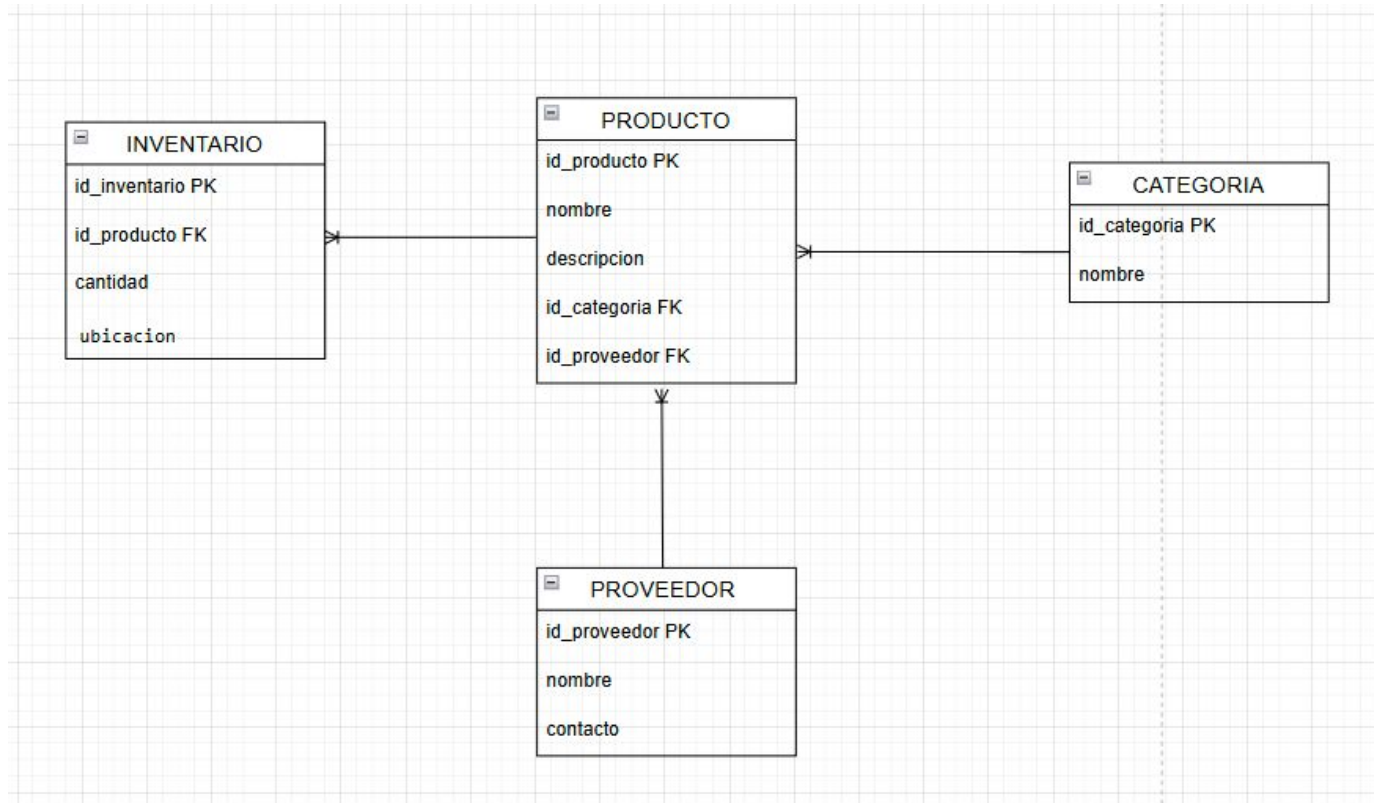 INVENTARIO
id_inventario PK
id_producto FK
cantidad
ubicacion
PRODUCTO
id_producto PK
nombre
descripcion
id_categoria FK
id_proveedor FK
CATEGORIA
id_categoria PK
nombre
PROVEEDOR
id_proveedor PK
nombre
contacto